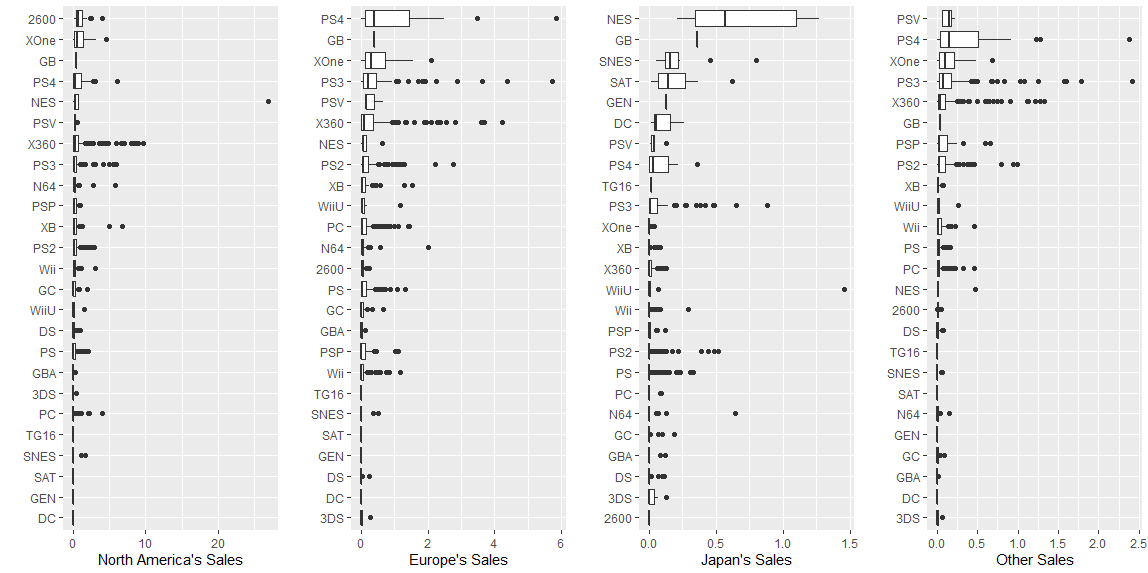 2600
XOne
GB
PS4
NES
PSV
X360
PS3
N64
PSP
XB
PS2
Wii
GC
WiiU
DS
PS
GBA
3DS
PC
TG16
SNES
SAT
GEN
DC
0 10 20
North America's Sales
PS4
GB
XOne
PS3
PSV
X360
NES
PS2
XB
WiiU
PC
N64
2600
PS
GC
GBA
PSP
Wii
TG16
SNES
SAT
GEN
DS
DC
3DS
0 2 4 6
Europe's Sales
NES
GB
SNES
SAT
GEN
DC
PSV
PS4
TG16
PS3
XOne
XB
X360
WiiU
Wii
PSP
PS2
PS
PC
N64
GC
GBA
DS
3DS
2600
0.0 0.5 1.0 1.5
Japan's Sales
PSV
PS4
XOne
PS3
X360
GB
PSP
PS2
XB
WiiU
Wii
PS
PC
NES
2600
DS
TG16
SNES
SAT
N64
GEN
GC
GBA
DC
3DS
0.0 0.5 1.0 1.5 2.0 2.5
Other Sales